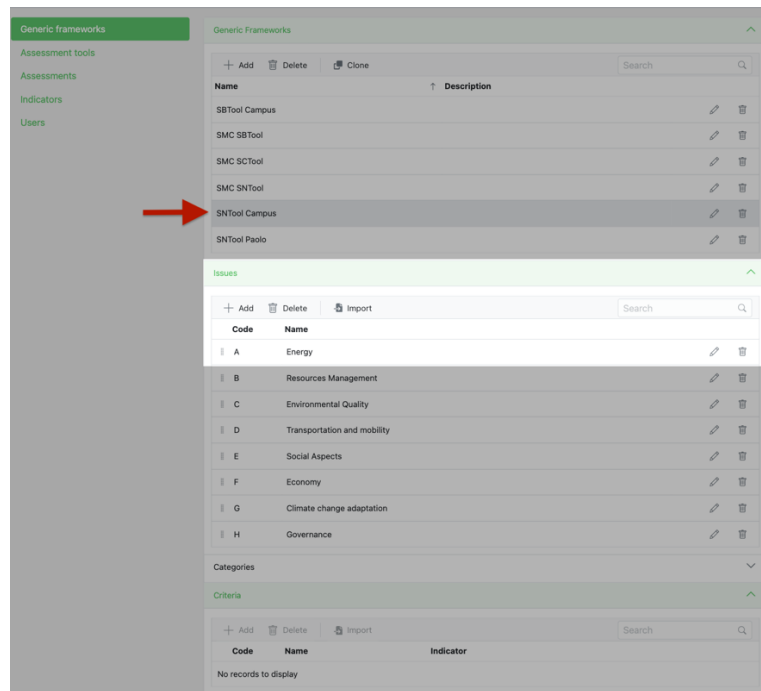 Generic frameworks
Assessment tools
Assessments
Indicators
Users
Generic Frameworks
Add Delete Clone Search
Name ↑ Description
SBTool Campus
SMC SBTool
SMC SCTool
SMC SNTool
SNTool Campus
SNTool Paolo
Issues
Add Delete Import Search
Code Name
A Energy
B Resources Management
C Environmental Quality
D Transportation and mobility
E Social Aspects
F Economy
G Climate change adaptation
H Governance
Categories
Criteria
Add Delete Import Search
Code Name Indicator
No records to display